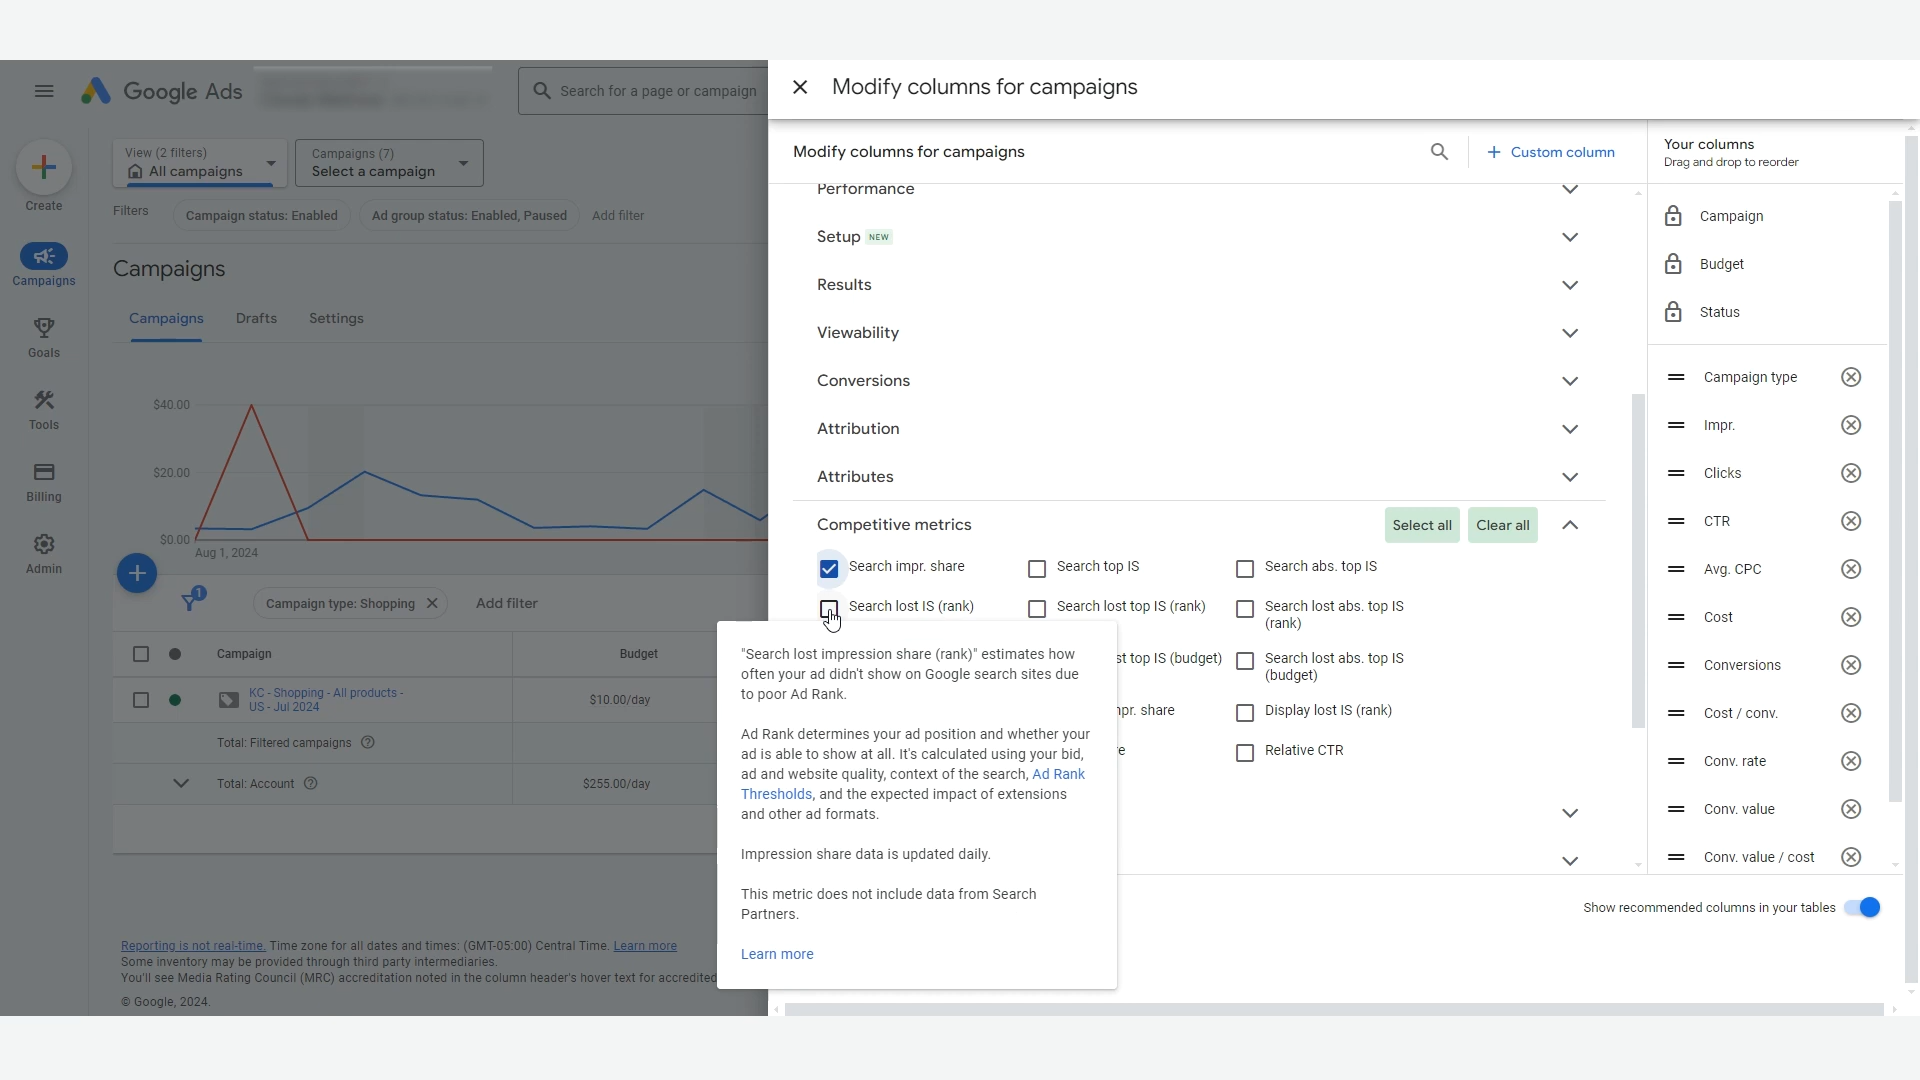 Google Ads
Search for a page or campaign
Modify columns for campaigns
View (2 filters)
All campaigns
Campaigns (7)
Select a campaign
Create
Filters
Campaign status: Enabled
Ad group status: Enabled, Paused
Add filter
Campaigns
Goals
Tools
Billing
Admin
Campaigns
Campaigns
Drafts
Settings
$40.00
$20.00
$0.00
Aug 1, 2024
1
Campaign type: Shopping
Add filter
Campaign
Budget
KC - Shopping - All products -
US - Jul 2024
$10.00/day
Total: Filtered campaigns
Total: Account
$255.00/day
Reporting is not real-time. Time zone for all dates and times: (GMT-05:00) Central Time. Learn more
Some inventory may be provided through third party intermediaries.
You'll see Media Rating Council (MRC) accreditation noted in the column header's hover text for accredited
© Google, 2024.
Modify columns for campaigns
Custom column
Performance
Setup NEW
Results
Viewability
Conversions
Attribution
Attributes
Competitive metrics
Select all
Clear all
Search impr. share
Search top IS
Search abs. top IS
Search lost IS (rank)
Search lost top IS (rank)
Search lost abs. top IS
(rank)
st top IS (budget)
Search lost abs. top IS
(budget)
pr. share
Display lost IS (rank)
e
Relative CTR
"Search lost impression share (rank)" estimates how
often your ad didn't show on Google search sites due
to poor Ad Rank.
Ad Rank determines your ad position and whether your
ad is able to show at all. It's calculated using your bid,
ad and website quality, context of the search, Ad Rank
Thresholds, and the expected impact of extensions
and other ad formats.
Impression share data is updated daily.
This metric does not include data from Search
Partners.
Learn more
Your columns
Drag and drop to reorder
Campaign
Budget
Status
Campaign type
Impr.
Clicks
CTR
Avg. CPC
Cost
Conversions
Cost / conv.
Conv. rate
Conv. value
Conv. value / cost
Show recommended columns in your tables